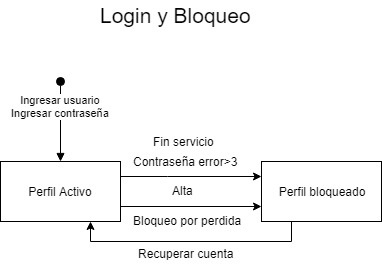 Login y Bloqueo
Ingresar usuario
Ingresar contraseña
Fin servicio
Contraseña error>3
Perfil Activo
Alta
Perfil bloqueado
Bloqueo por perdida
Recuperar cuenta